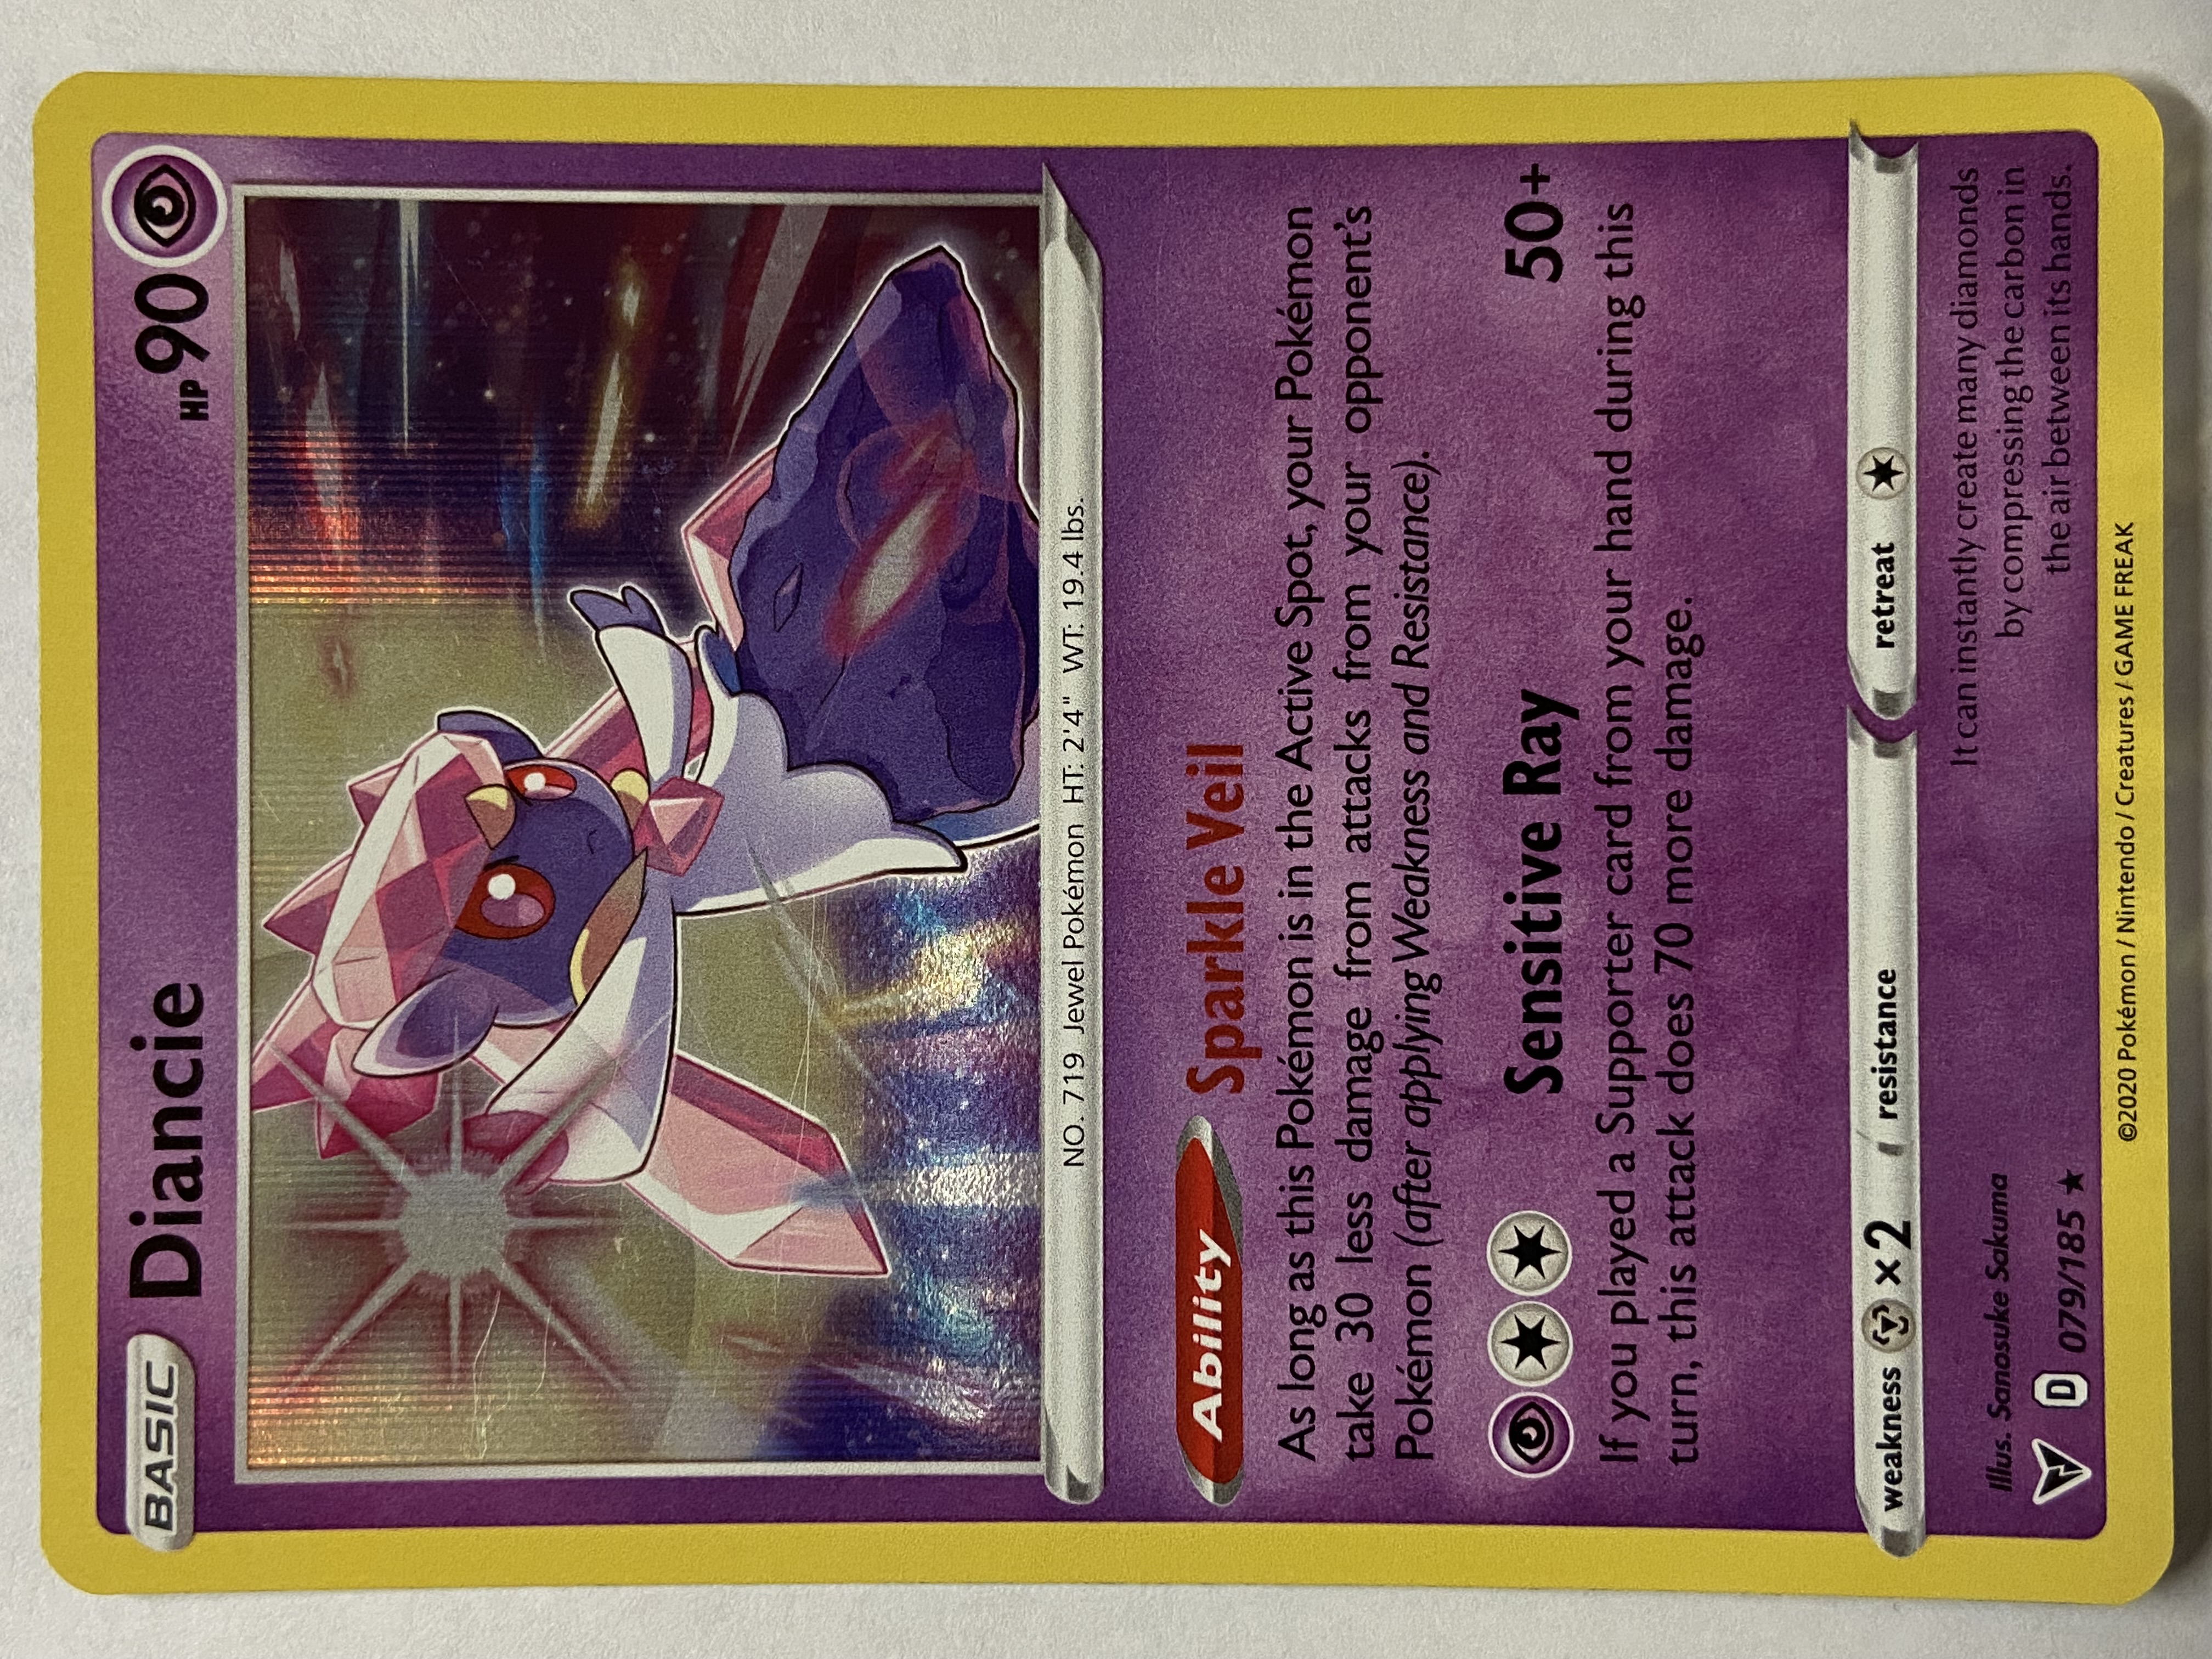 BASIC Diancie HP 90
NO. 719 Jewel Pokémon HT: 2'4" WT: 19.4 lbs.
Ability Sparkle Veil
As long as this Pokémon is in the Active Spot, your Pokémon
take 30 less damage from attacks from your opponent's
Pokémon (after applying Weakness and Resistance).
Sensitive Ray 50+
If you played a Supporter card from your hand during this
turn, this attack does 70 more damage.
weakness ×2 resistance retreat
It can instantly create many diamonds
by compressing the carbon in
the air between its hands.
Illus. Sanosuke Sakuma
D 079/185 ★
©2020 Pokémon / Nintendo / Creatures / GAME FREAK